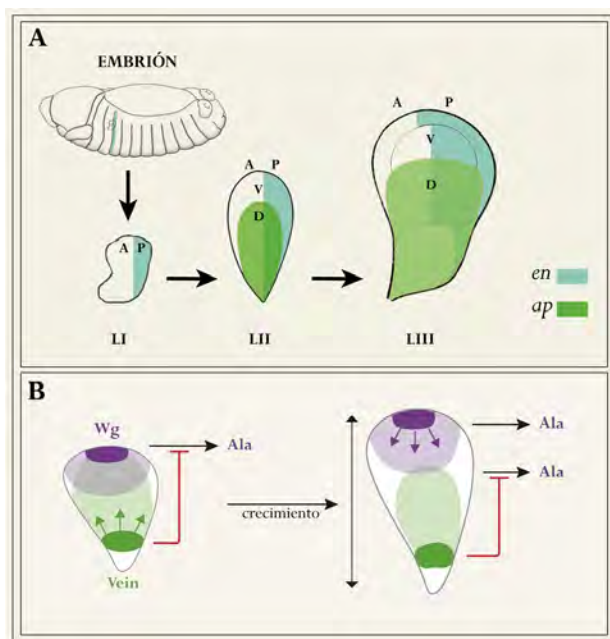 A
EMBRIÓN
A P
V
D
A P
V
D
A P
LI
LII
LIII
en
ap
B
Wg
Ala
Vein
crecimiento
Ala
Ala